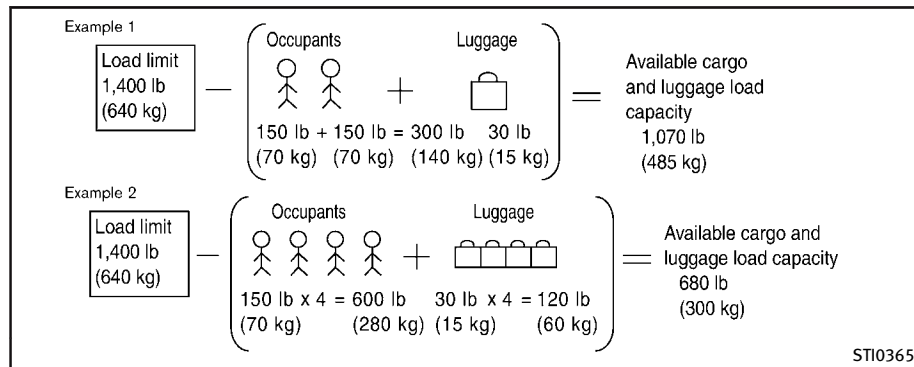 Example 1
Load limit
1,400 lb
(640 kg)
—
Occupants
+
Luggage
150 lb + 150 lb = 300 lb 30 lb
(70 kg) (70 kg) (140 kg) (15 kg)
=
Available cargo
and luggage load
capacity
1,070 lb
(485 kg)
Example 2
Load limit
1,400 lb
(640 kg)
—
Occupants
+
Luggage
150 lb x 4 = 600 lb 30 lb x 4 = 120 lb
(70 kg) (280 kg) (15 kg) (60 kg)
=
Available cargo and
luggage load capacity
680 lb
(300 kg)
STI0365